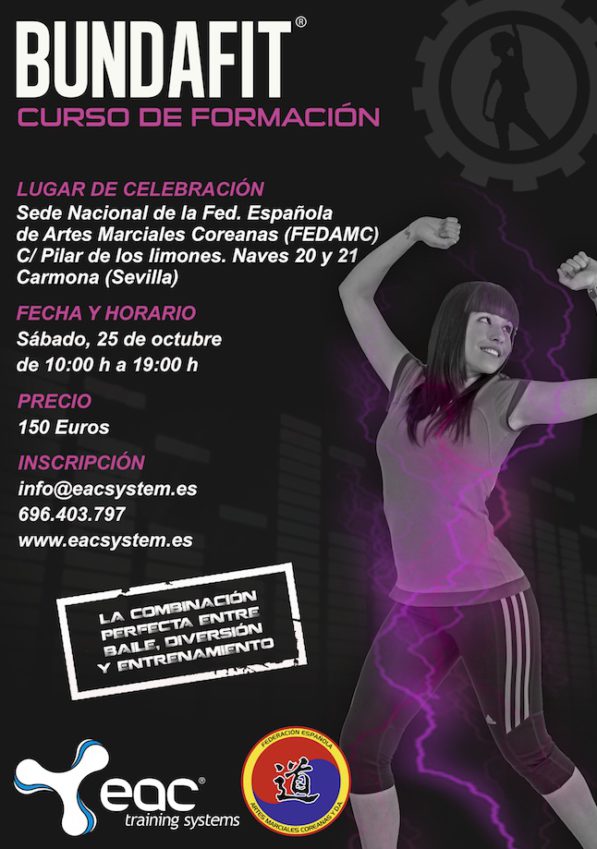 BUNDAFIT®
CURSO DE FORMACIÓN
LUGAR DE CELEBRACIÓN
Sede Nacional de la Fed. Española
de Artes Marciales Coreanas (FEDAMC)
C/ Pilar de los limones. Naves 20 y 21
Carmona (Sevilla)
FECHA Y HORARIO
Sábado, 25 de octubre
de 10:00 h a 19:00 h
PRECIO
150 Euros
INSCRIPCIÓN
info@eacsystem.es
696.403.797
www.eacsystem.es
LA COMBINACIÓN
PERFECTA ENTRE
BAILE, DIVERSIÓN
Y ENTRENAMIENTO
eac®
training systems
FEDERACIÓN ESPAÑOLA
道
ARTES MARCIALES COREANAS Y D.A.
adidas